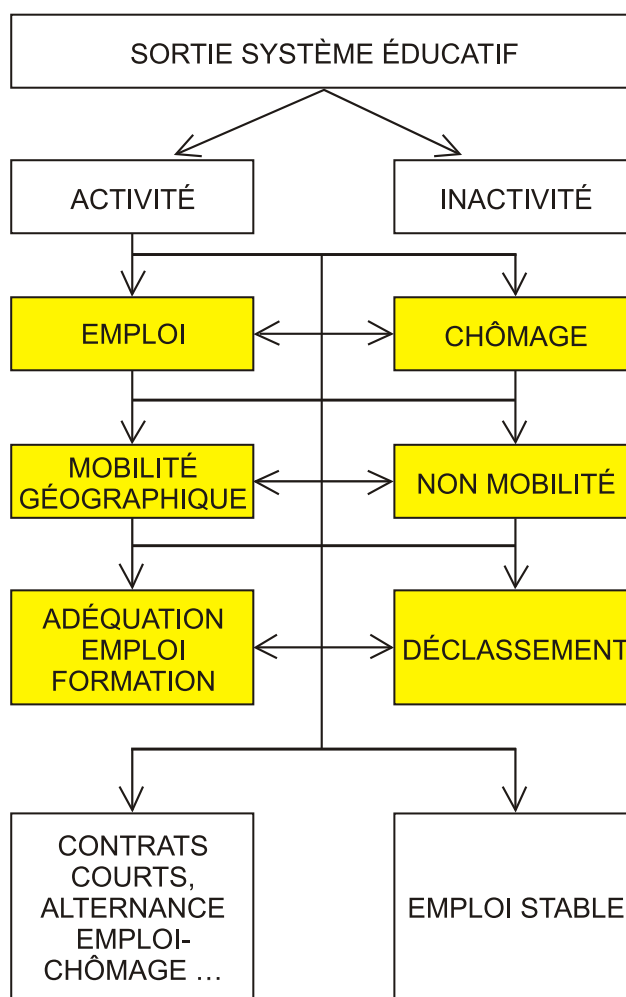 SORTIE SYSTÈME ÉDUCATIF
ACTIVITÉ
INACTIVITÉ
EMPLOI
CHÔMAGE
MOBILITÉ
GÉOGRAPHIQUE
NON MOBILITÉ
ADÉQUATION
EMPLOI
FORMATION
DÉCLASSEMENT
CONTRATS
COURTS,
ALTERNANCE
EMPLOI-
CHÔMAGE ...
EMPLOI STABLE